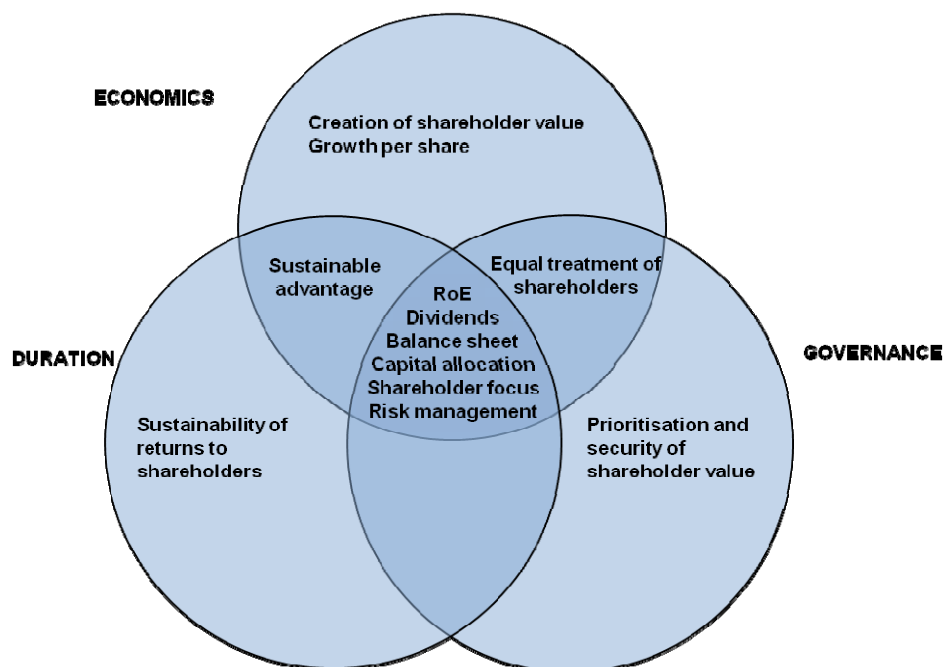 ECONOMICS
Creation of shareholder value
Growth per share
Sustainable
advantage
Equal treatment of
shareholders
RoE
Dividends
Balance sheet
Capital allocation
Shareholder focus
Risk management
DURATION
GOVERNANCE
Sustainability of
returns to
shareholders
Prioritisation and
security of
shareholder value